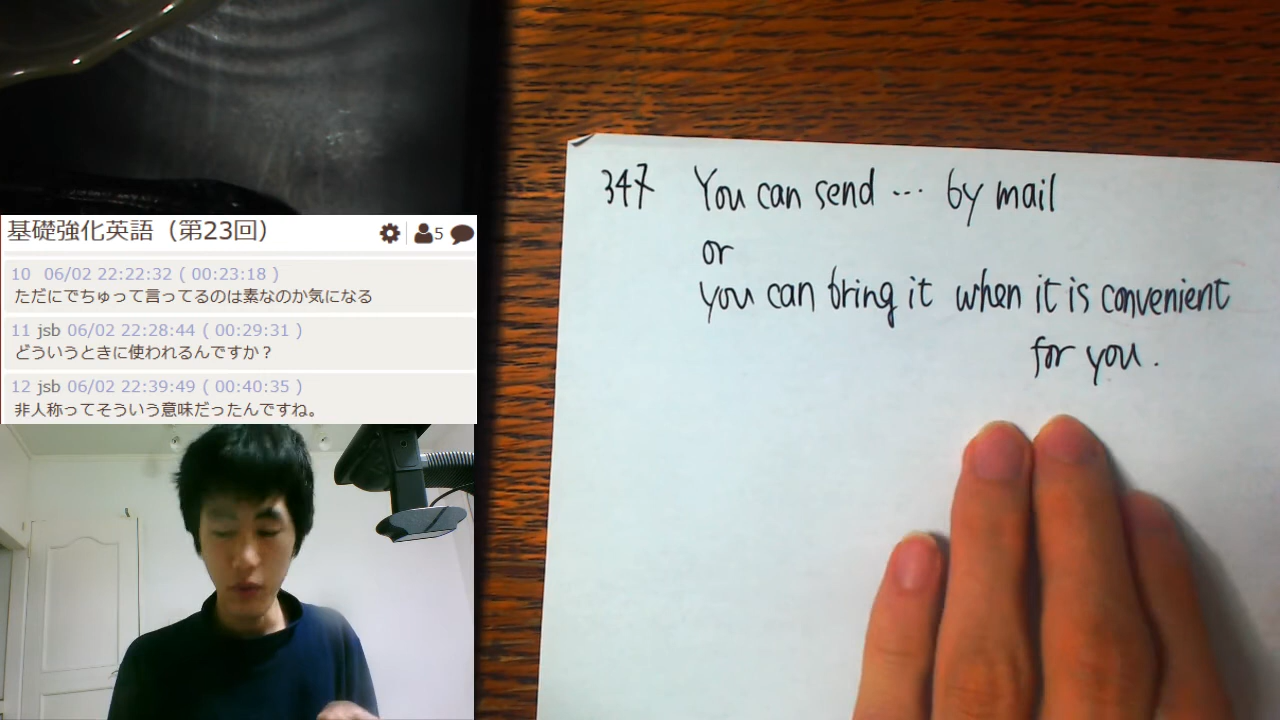 基礎強化英語（第23回）
5
10 06/02 22:22:32 ( 00:23:18 )
ただにでちゅって言ってるのは素なのか気になる
11 jsb 06/02 22:28:44 ( 00:29:31 )
どういうときに使われるんですか？
12 jsb 06/02 22:39:49 ( 00:40:35 )
非人称ってそういう意味だったんですね。
347 You can send ... by mail
or
you can bring it when it is convenient
for you.